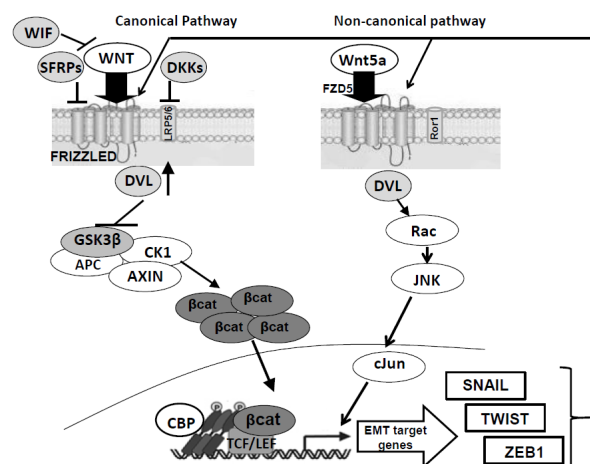 Canonical Pathway
Non-canonical pathway
WIF
SFRPs
WNT
DKKs
Wnt5a
FZD5
LRP5/6
Ror1
FRIZZLED
DVL
DVL
GSK3β
APC
CK1
AXIN
Rac
JNK
βcat
βcat
βcat
βcat
cJun
CBP
P
P
βcat
TCF/LEF
EMT target
genes
SNAIL
TWIST
ZEB1